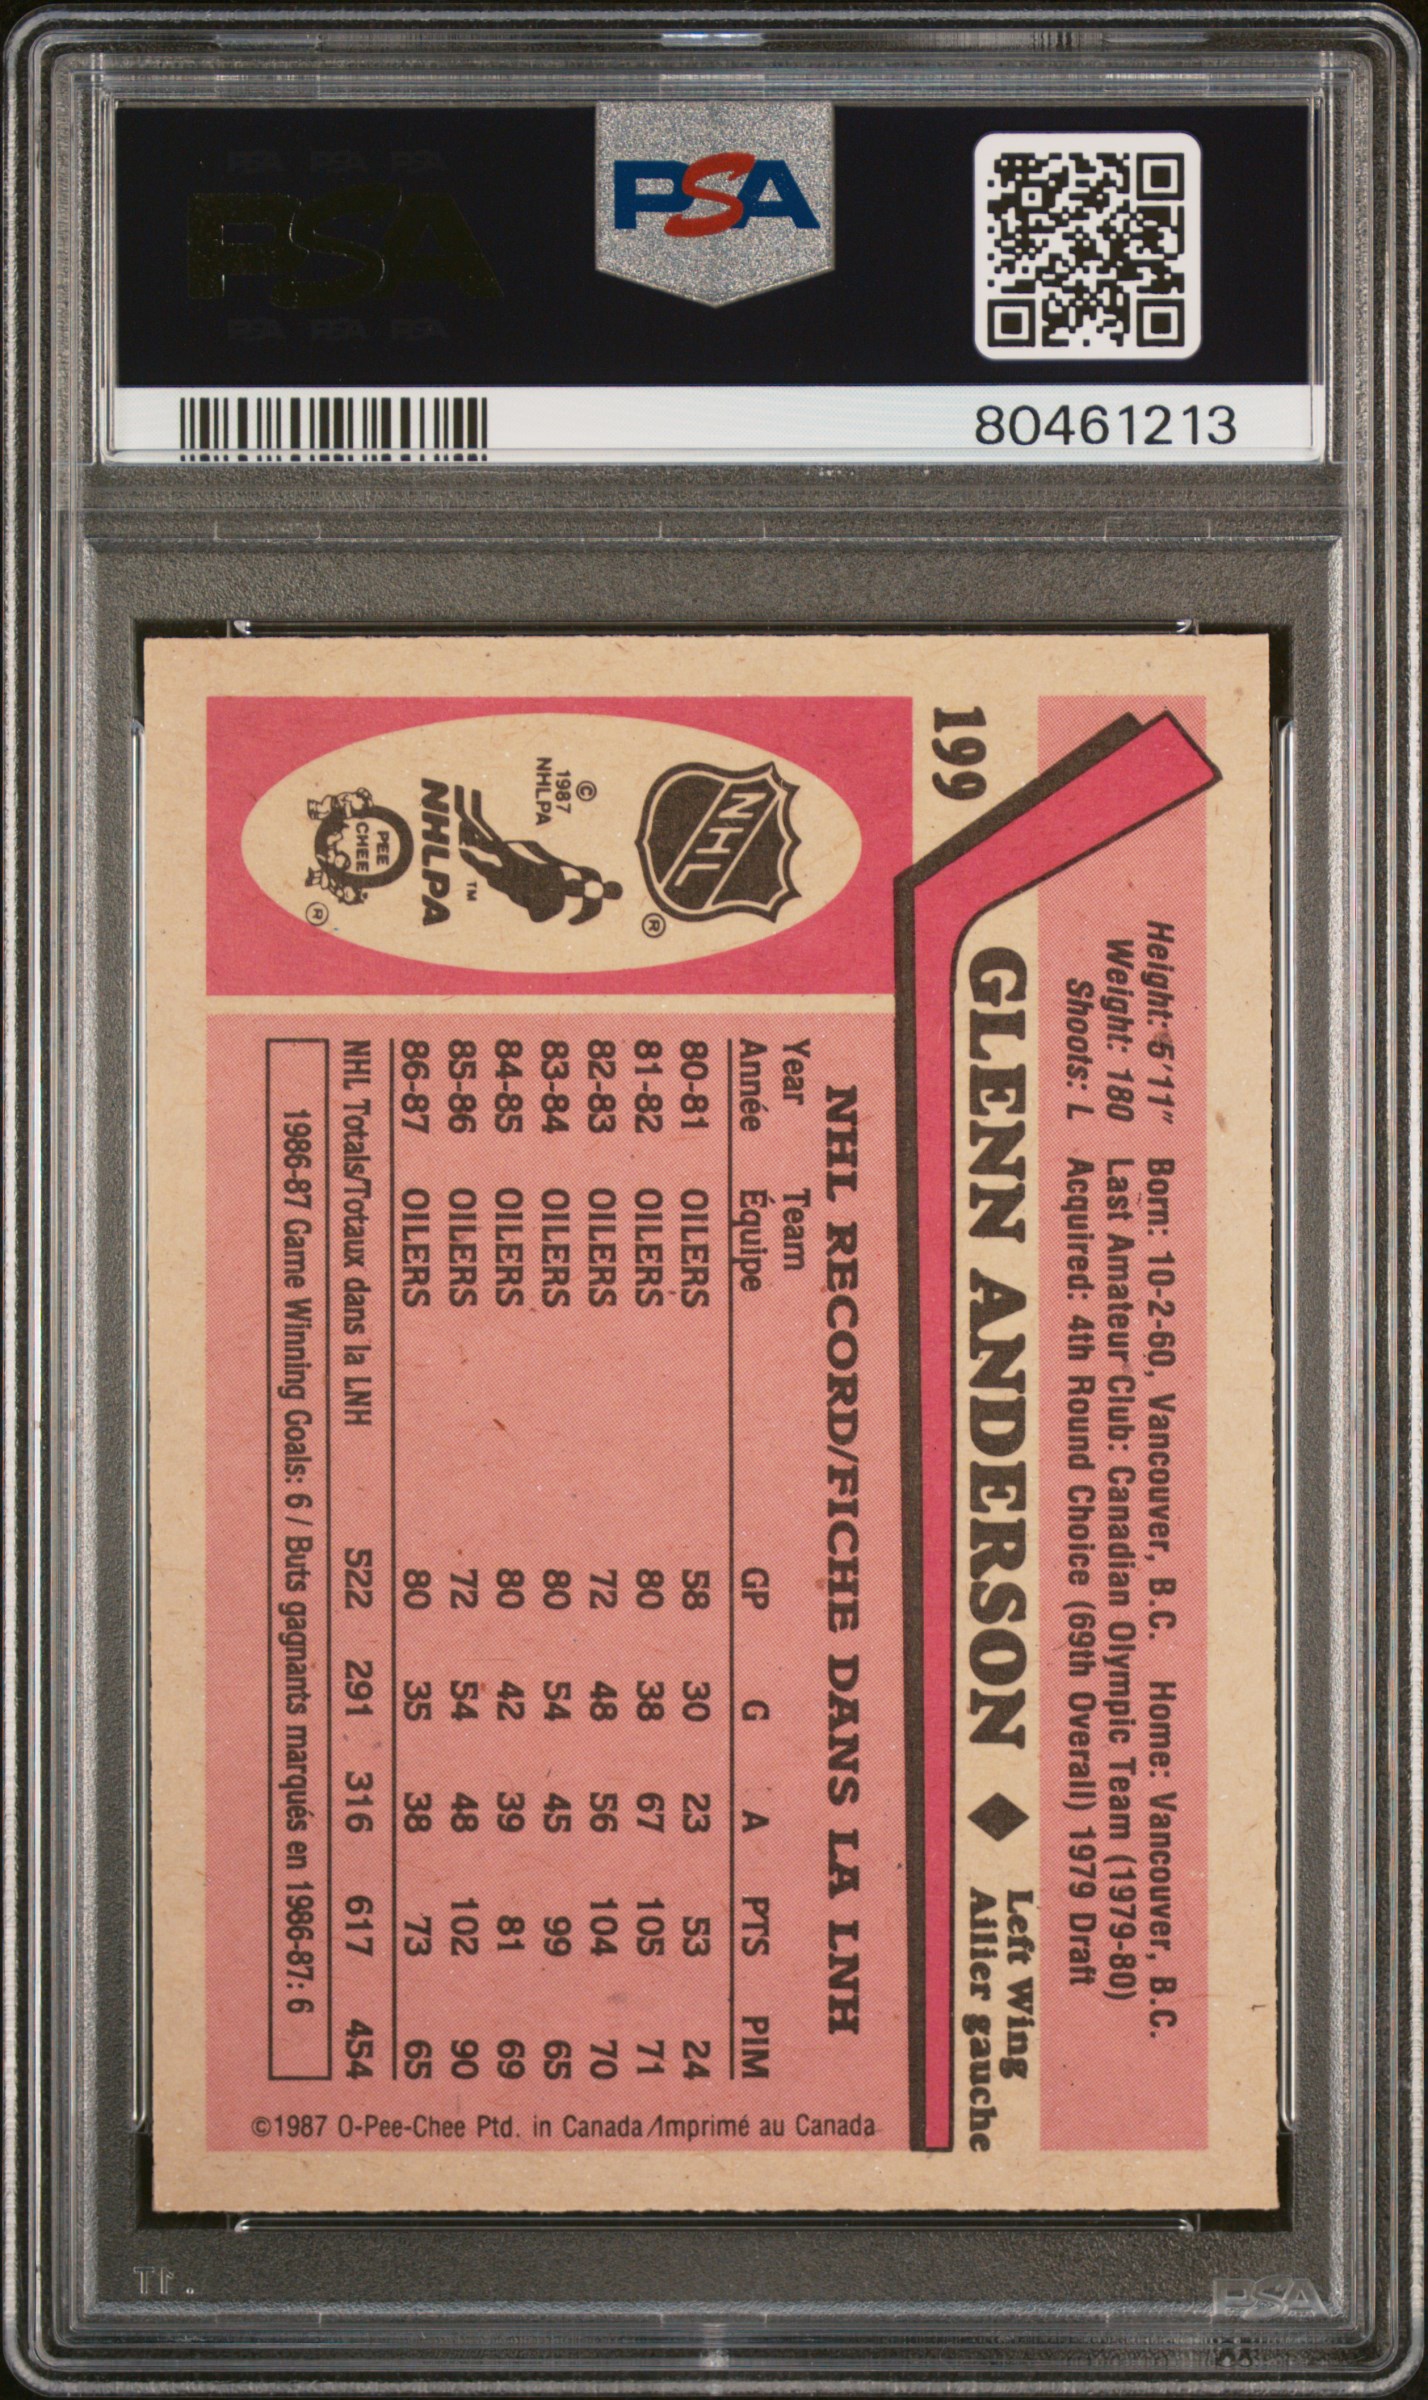 PSA
80461213
199
Height: 5'11" Born: 10-2-60, Vancouver, B.C. Home: Vancouver, B.C.
Weight: 180 Last Amateur Club: Canadian Olympic Team (1979-80)
Shoots: L Acquired: 4th Round Choice (69th Overall) 1979 Draft
GLENN ANDERSON ◆ Left Wing
Ailier gauche
NHL
®
© 1987 NHLPA
TM
NHLPA
O PEE CHEE
®
NHL RECORD/FICHE DANS LA LNH
Year Team
Année Équipe GP G A PTS PIM
80-81 OILERS 58 30 23 53 24
81-82 OILERS 80 38 67 105 71
82-83 OILERS 72 48 56 104 70
83-84 OILERS 80 54 45 99 65
84-85 OILERS 80 42 39 81 69
85-86 OILERS 72 54 48 102 90
86-87 OILERS 80 35 38 73 65
NHL Totals/Totaux dans la LNH 522 291 316 617 454
1986-87 Game Winning Goals: 6 / Buts gagnants marqués en 1986-87: 6
©1987 O-Pee-Chee Ptd. in Canada/Imprimé au Canada
PSA